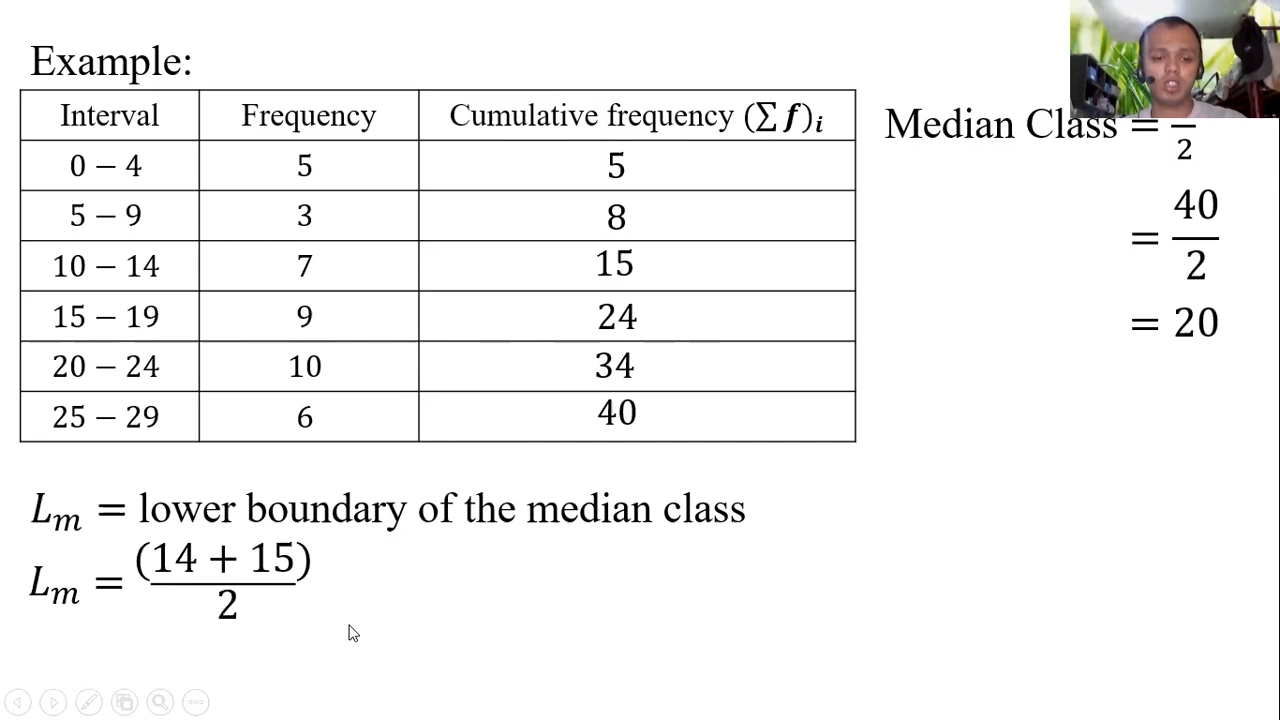 Example:
Interval Frequency Cumulative frequency (∑ f)ᵢ
0 − 4 5 5
5 − 9 3 8
10 − 14 7 15
15 − 19 9 24
20 − 24 10 34
25 − 29 6 40
Median Class = — 2
= 40/2
= 20
Lₘ = lower boundary of the median class
Lₘ = (14 + 15)/2